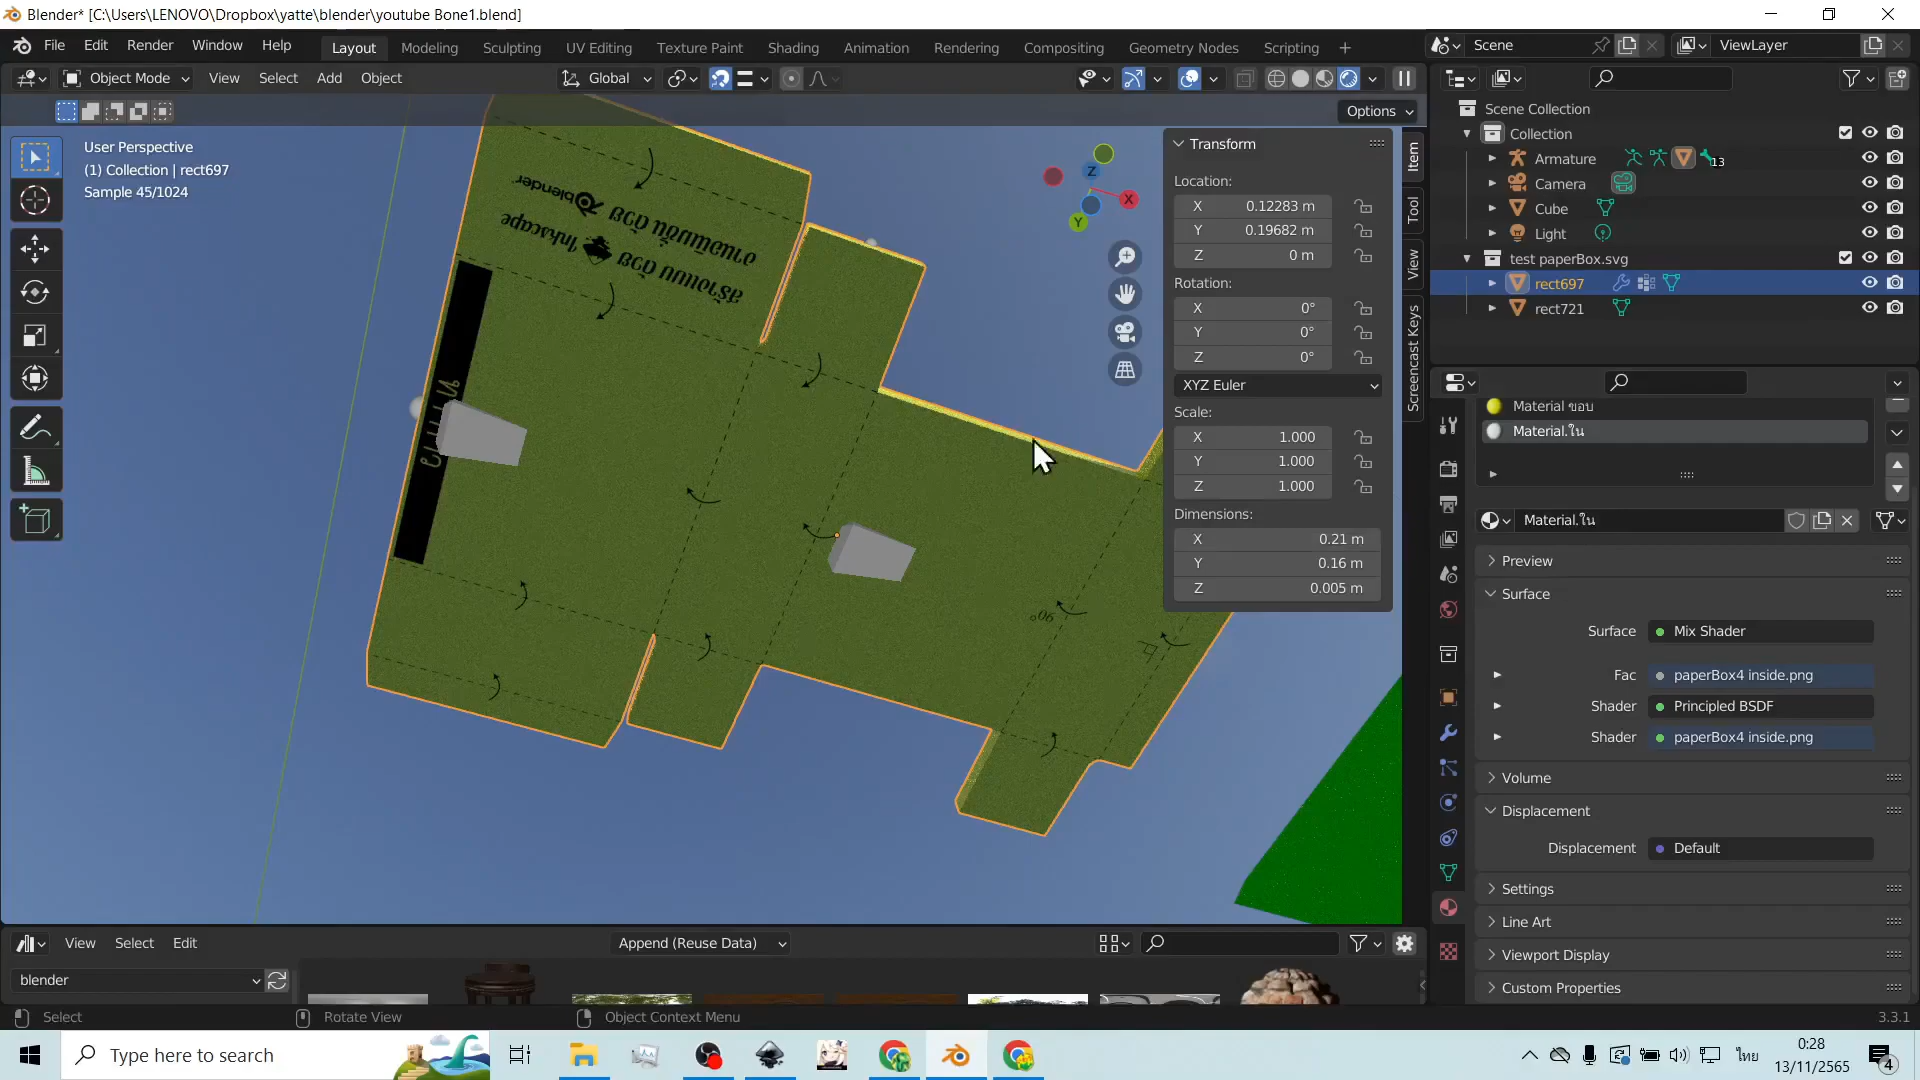 Blender* [C:\Users\LENOVO\Dropbox\yatte\blender\youtube Bone1.blend]
File Edit Render Window Help Layout Modeling Sculpting UV Editing Texture Paint Shading Animation Rendering Compositing Geometry Nodes Scripting Scene ViewLayer
Object Mode View Select Add Object Global
Options
User Perspective
(1) Collection | rect697
Sample 45/1024
blender
Inkscape
90°
X
Y
Z
Transform
Location:
X 0.12283 m
Y 0.19682 m
Z 0 m
Rotation:
X 0°
Y 0°
Z 0°
XYZ Euler
Scale:
X 1.000
Y 1.000
Z 1.000
Dimensions:
X 0.21 m
Y 0.16 m
Z 0.005 m
Item
Tool
View
Screencast Keys
Scene Collection
Collection
Armature 13
Camera
Cube
Light
test paperBox.svg
rect697
rect721
Material ขอบ
Material.ใน
Material.ใน
Preview
Surface
Surface Mix Shader
Fac paperBox4 inside.png
Shader Principled BSDF
Shader paperBox4 inside.png
Volume
Displacement
Displacement Default
Settings
Line Art
Viewport Display
Custom Properties
View Select Edit Append (Reuse Data)
blender
Select Rotate View Object Context Menu 3.3.1
Type here to search
ไทย
0:28
13/11/2565
4